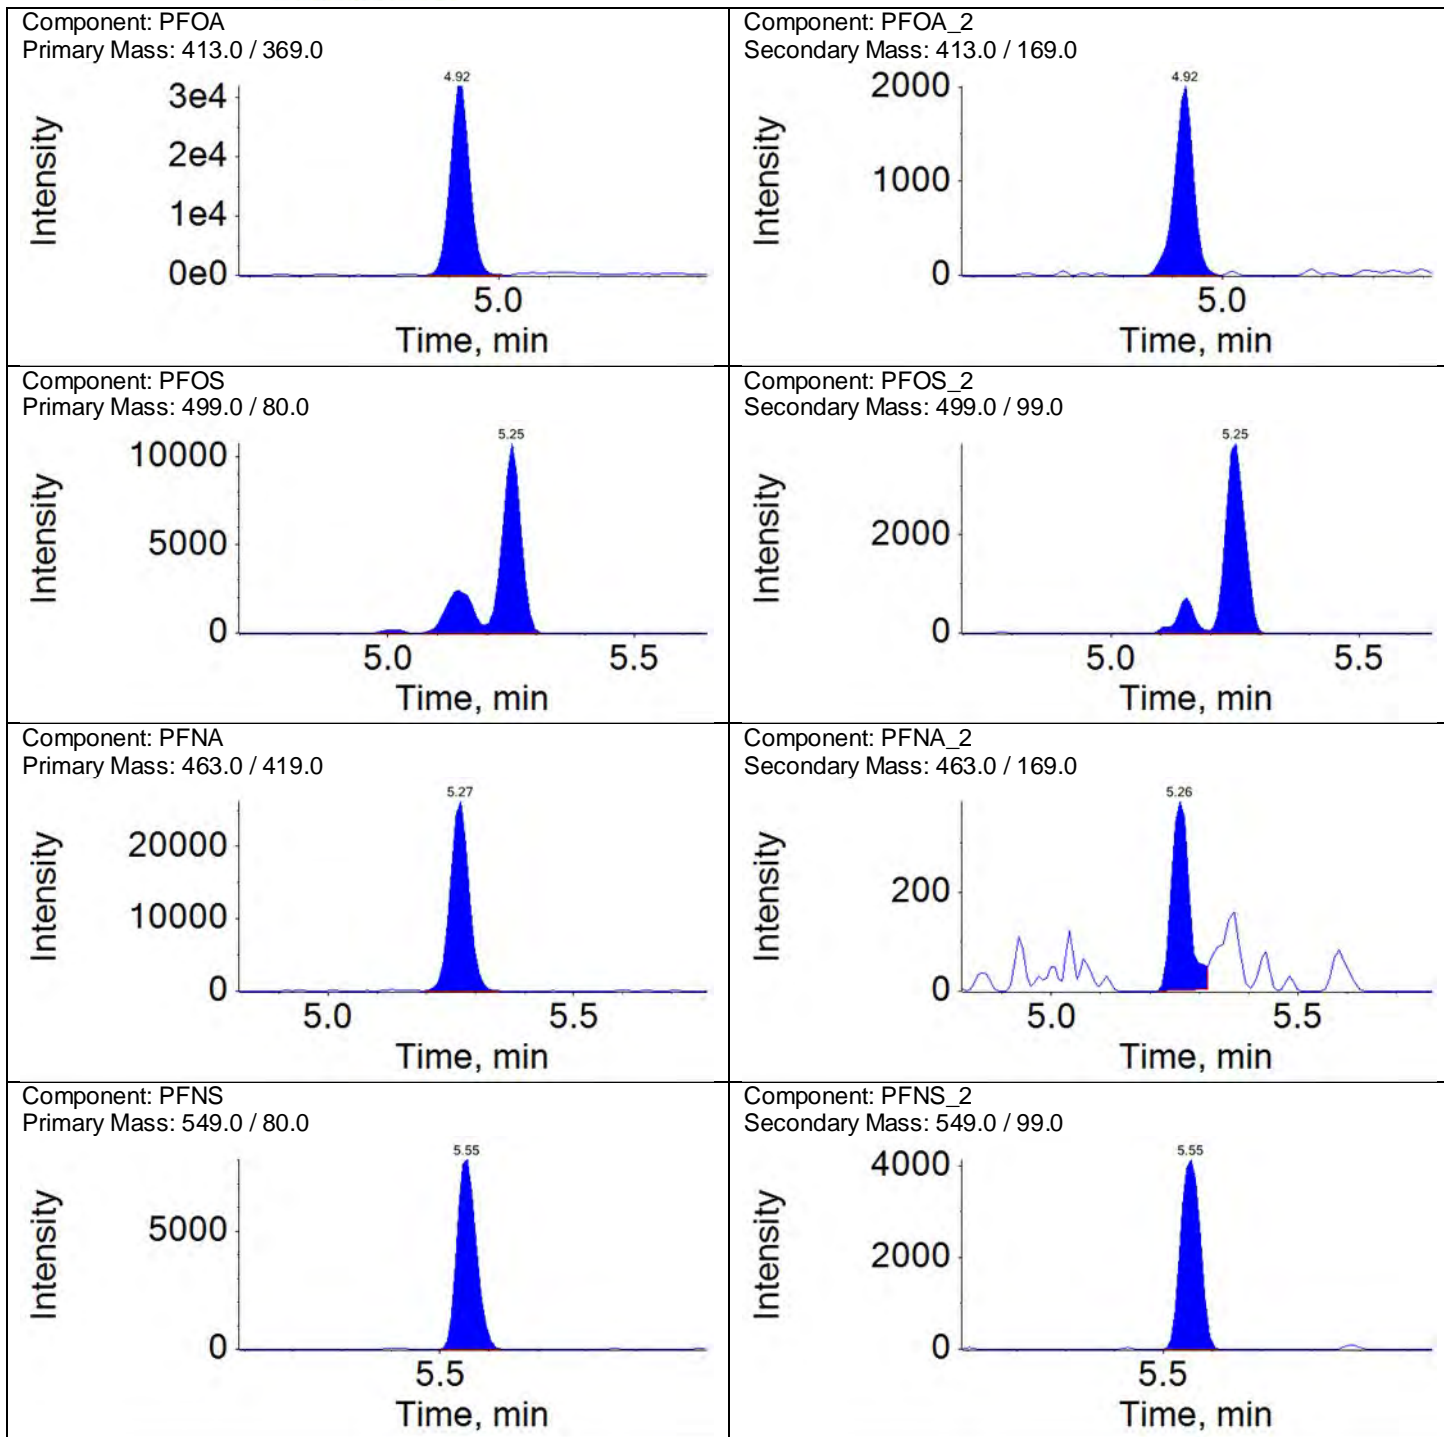 Component: PFOA
Primary Mass: 413.0 / 369.0
4.92
3e4
2e4
1e4
0e0
Intensity
5.0
Time, min
Component: PFOA_2
Secondary Mass: 413.0 / 169.0
4.92
2000
1000
0
Intensity
5.0
Time, min
Component: PFOS
Primary Mass: 499.0 / 80.0
5.25
10000
5000
0
Intensity
5.0 5.5
Time, min
Component: PFOS_2
Secondary Mass: 499.0 / 99.0
5.25
2000
0
Intensity
5.0 5.5
Time, min
Component: PFNA
Primary Mass: 463.0 / 419.0
5.27
20000
10000
0
Intensity
5.0 5.5
Time, min
Component: PFNA_2
Secondary Mass: 463.0 / 169.0
5.26
200
0
Intensity
5.0 5.5
Time, min
Component: PFNS
Primary Mass: 549.0 / 80.0
5.55
5000
0
Intensity
5.5
Time, min
Component: PFNS_2
Secondary Mass: 549.0 / 99.0
5.55
4000
2000
0
Intensity
5.5
Time, min